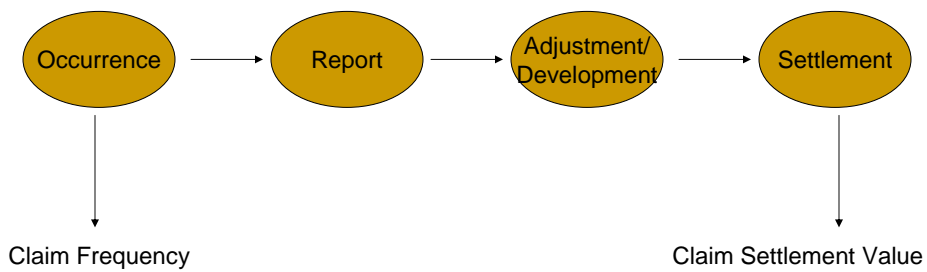 Occurrence
Report
Adjustment/
Development
Settlement
Claim Frequency
Claim Settlement Value